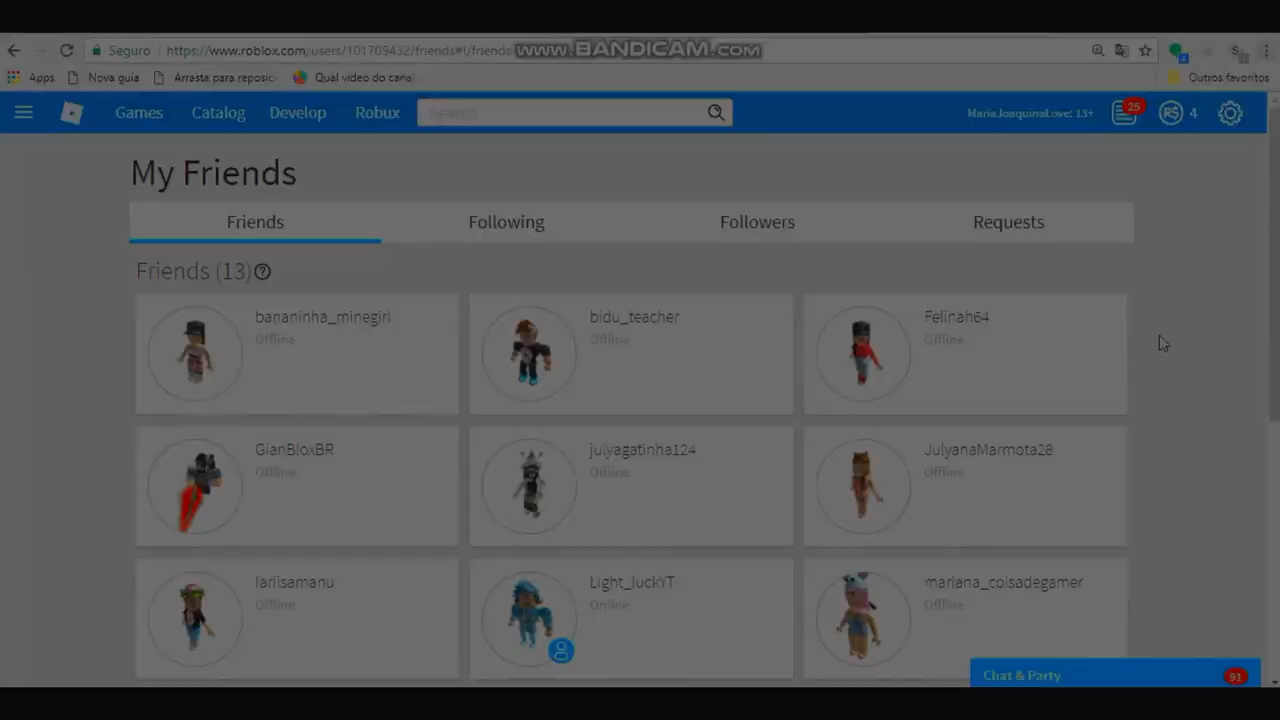 www.BANDICAM.com
Seguro https://www.roblox.com/users/101709432/friends#!/friends
Apps Nova guia Arrasta para reposic Qual video do cana Outros favoritos
Games Catalog Develop Robux Search MariaJoaquinaLove: 13+ 25 R$ 4
My Friends
Friends Following Followers Requests
Friends (13)
bananinha_minegirl bidu_teacher Felinah64
Offline Offline Offline
GianBloxBR julyagatinha124 JulyanaMarmota28
Offline Offline Offline
lariisamanu Light_luckYT mariana_coisadegamer
Offline Online Offline
Chat & Party 91